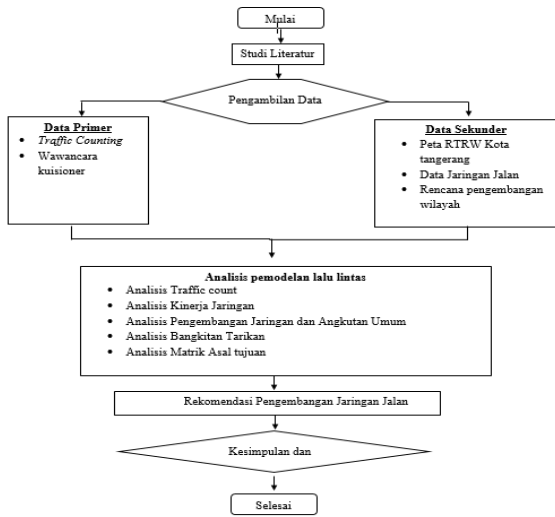 Mulai
Studi Literatur
Pengambilan Data
Data Primer
• Traffic Counting
• Wawancara
kuisioner
Data Sekunder
• Peta RTRW Kota
tangerang
• Data Jaringan Jalan
• Rencana pengembangan
wilayah
Analisis pemodelan lalu lintas
• Analisis Traffic count
• Analisis Kinerja Jaringan
• Analisis Pengembangan Jaringan dan Angkutan Umum
• Analisis Bangkitan Tarikan
• Analisis Matrik Asal tujuan
Rekomendasi Pengembangan Jaringan Jalan
Kesimpulan dan
Selesai